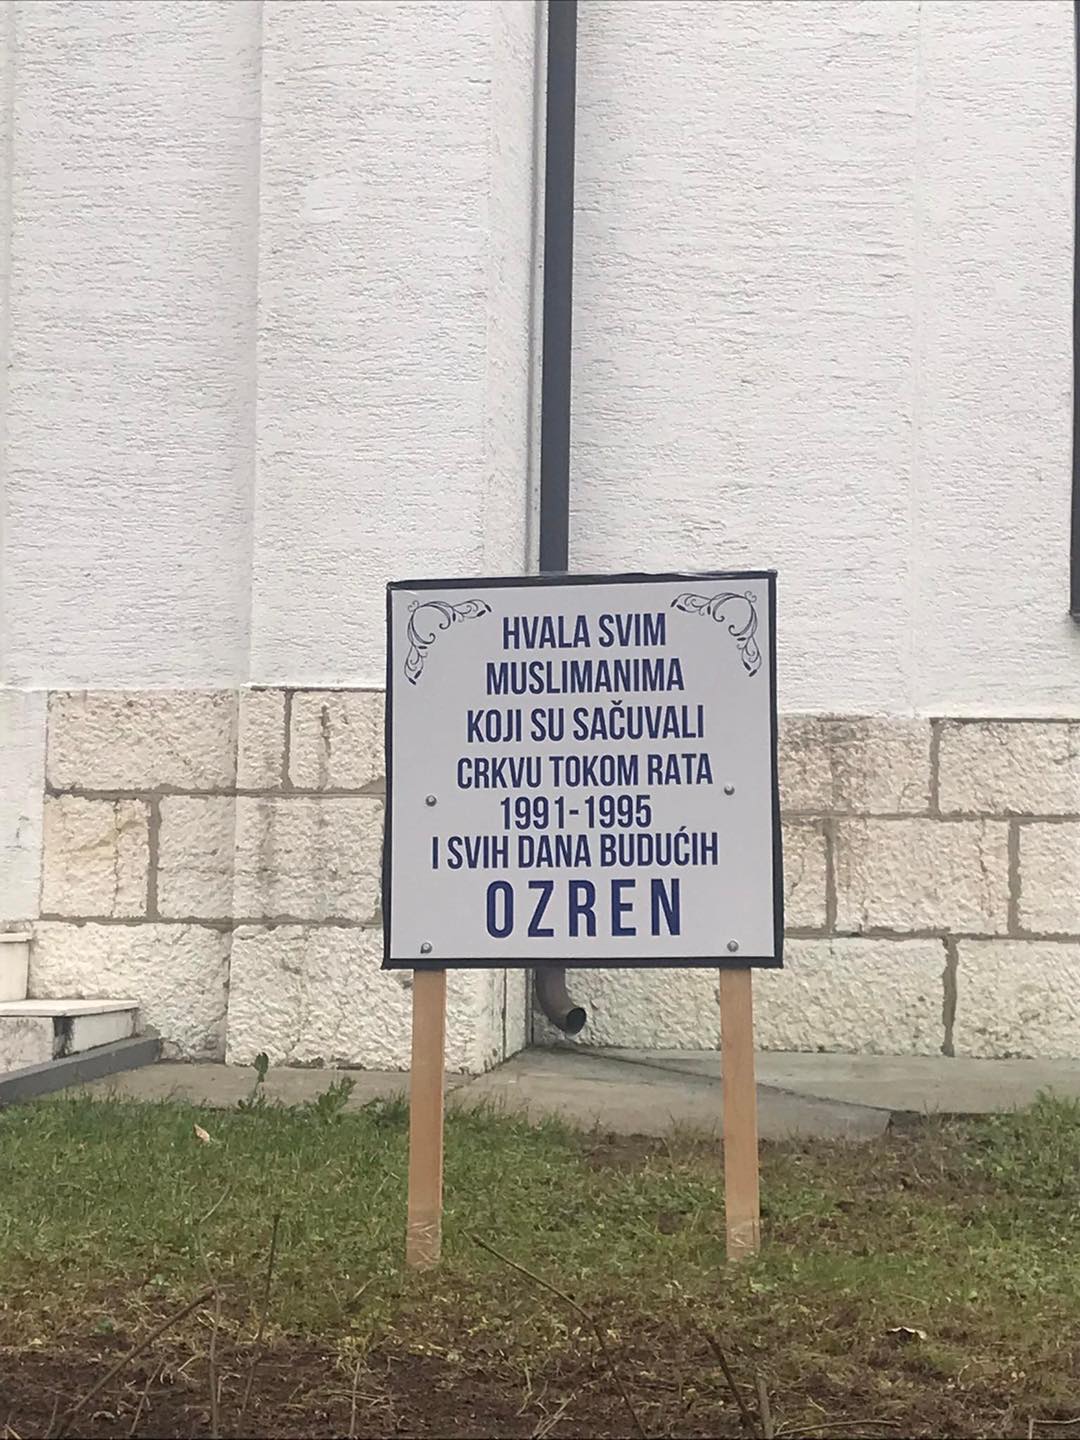 HVALA SVIM
MUSLIMANIMA
KOJI SU SAČUVALI
CRKVU TOKOM RATA
1991-1995
I SVIH DANA BUDUĆIH
OZREN